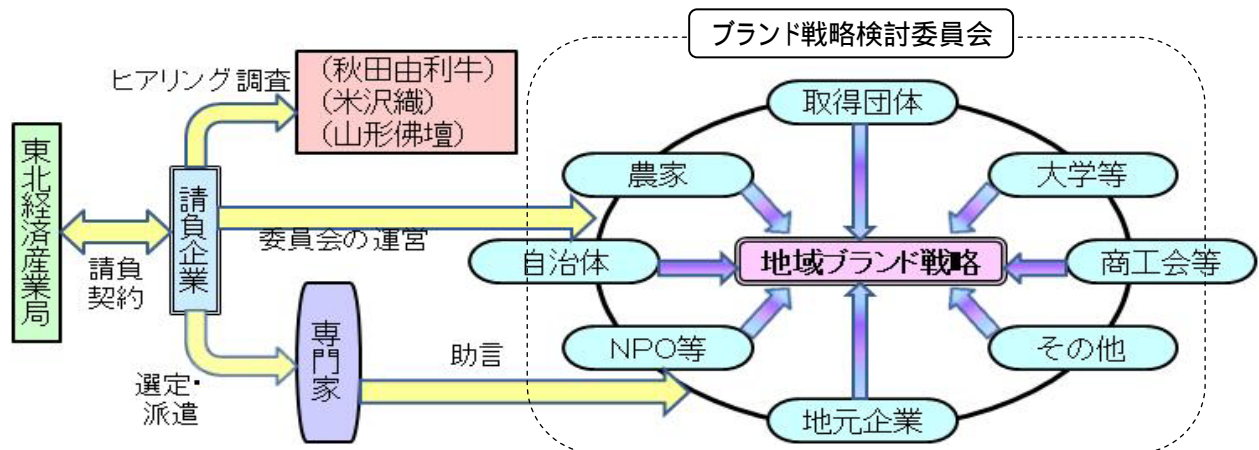 ブランド戦略検討委員会
ヒアリング調査
(秋田由利牛)
(米沢織)
(山形佛壇)
取得団体
農家
大学等
東北経済産業局
請負企業
委員会の運営
自治体
地域ブランド戦略
商工会等
請負
契約
NPO等
その他
専門家
助言
選定・
派遣
地元企業